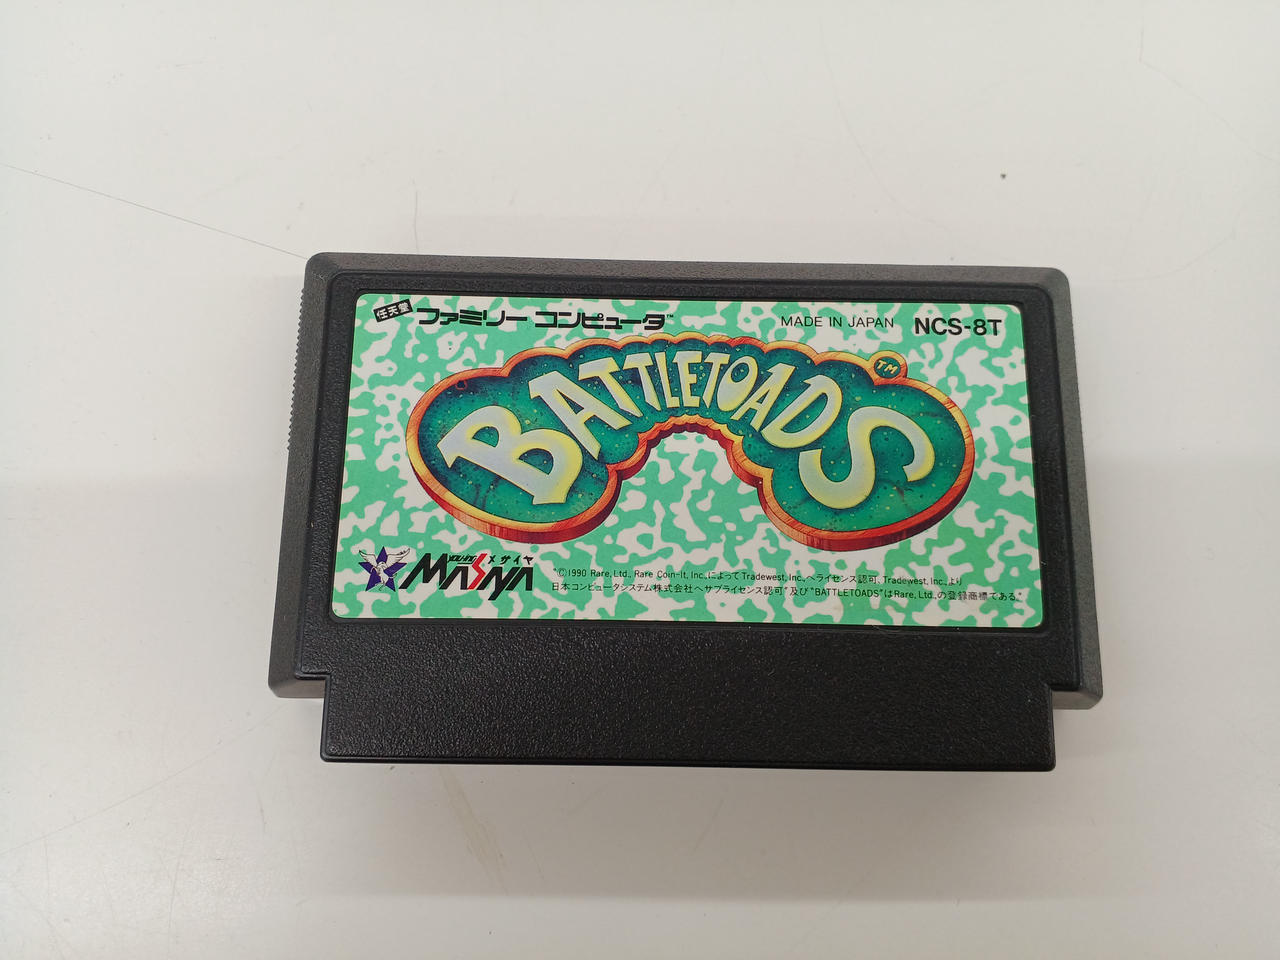 任天堂 ファミリー コンピュータ™
MADE IN JAPAN NCS-8T
BATTLETOADS™
メサイヤ
MASAYA
"©1990 Rare, Ltd., Rare Coin-It, Inc.によってTradewest, Inc.へライセンス認可、Tradewest, Inc.より
日本コンピュータシステム株式会社へサブライセンス認可"及び"BATTLETOADS"はRare, Ltd.,の登録商標である。"